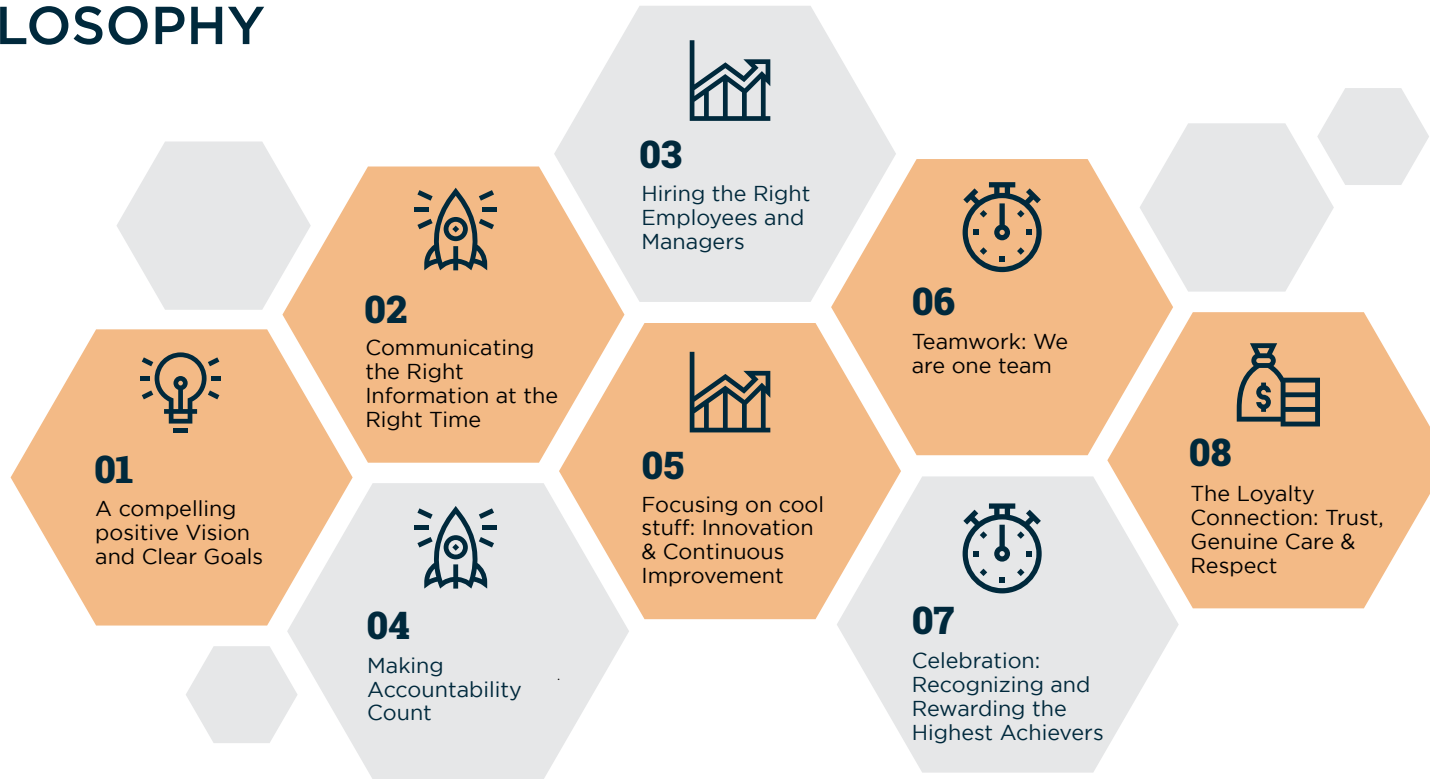 LOSOPHY
01
A compelling
positive Vision
and Clear Goals
02
Communicating
the Right
Information at the
Right Time
03
Hiring the Right
Employees and
Managers
04
Making
Accountability
Count
05
Focusing on cool
stuff: Innovation
& Continuous
Improvement
06
Teamwork: We
are one team
07
Celebration:
Recognizing and
Rewarding the
Highest Achievers
$
08
The Loyalty
Connection: Trust,
Genuine Care &
Respect